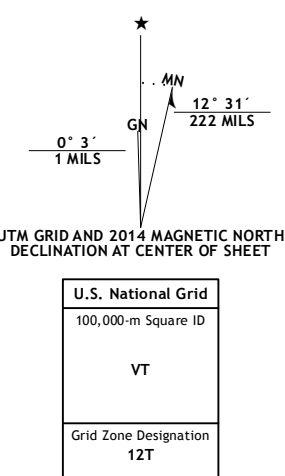 ★
MN
GN
12° 31´
222 MILS
0° 3´
1 MILS
UTM GRID AND 2014 MAGNETIC NORTH
DECLINATION AT CENTER OF SHEET
U.S. National Grid
100,000-m Square ID
VT
Grid Zone Designation
12T